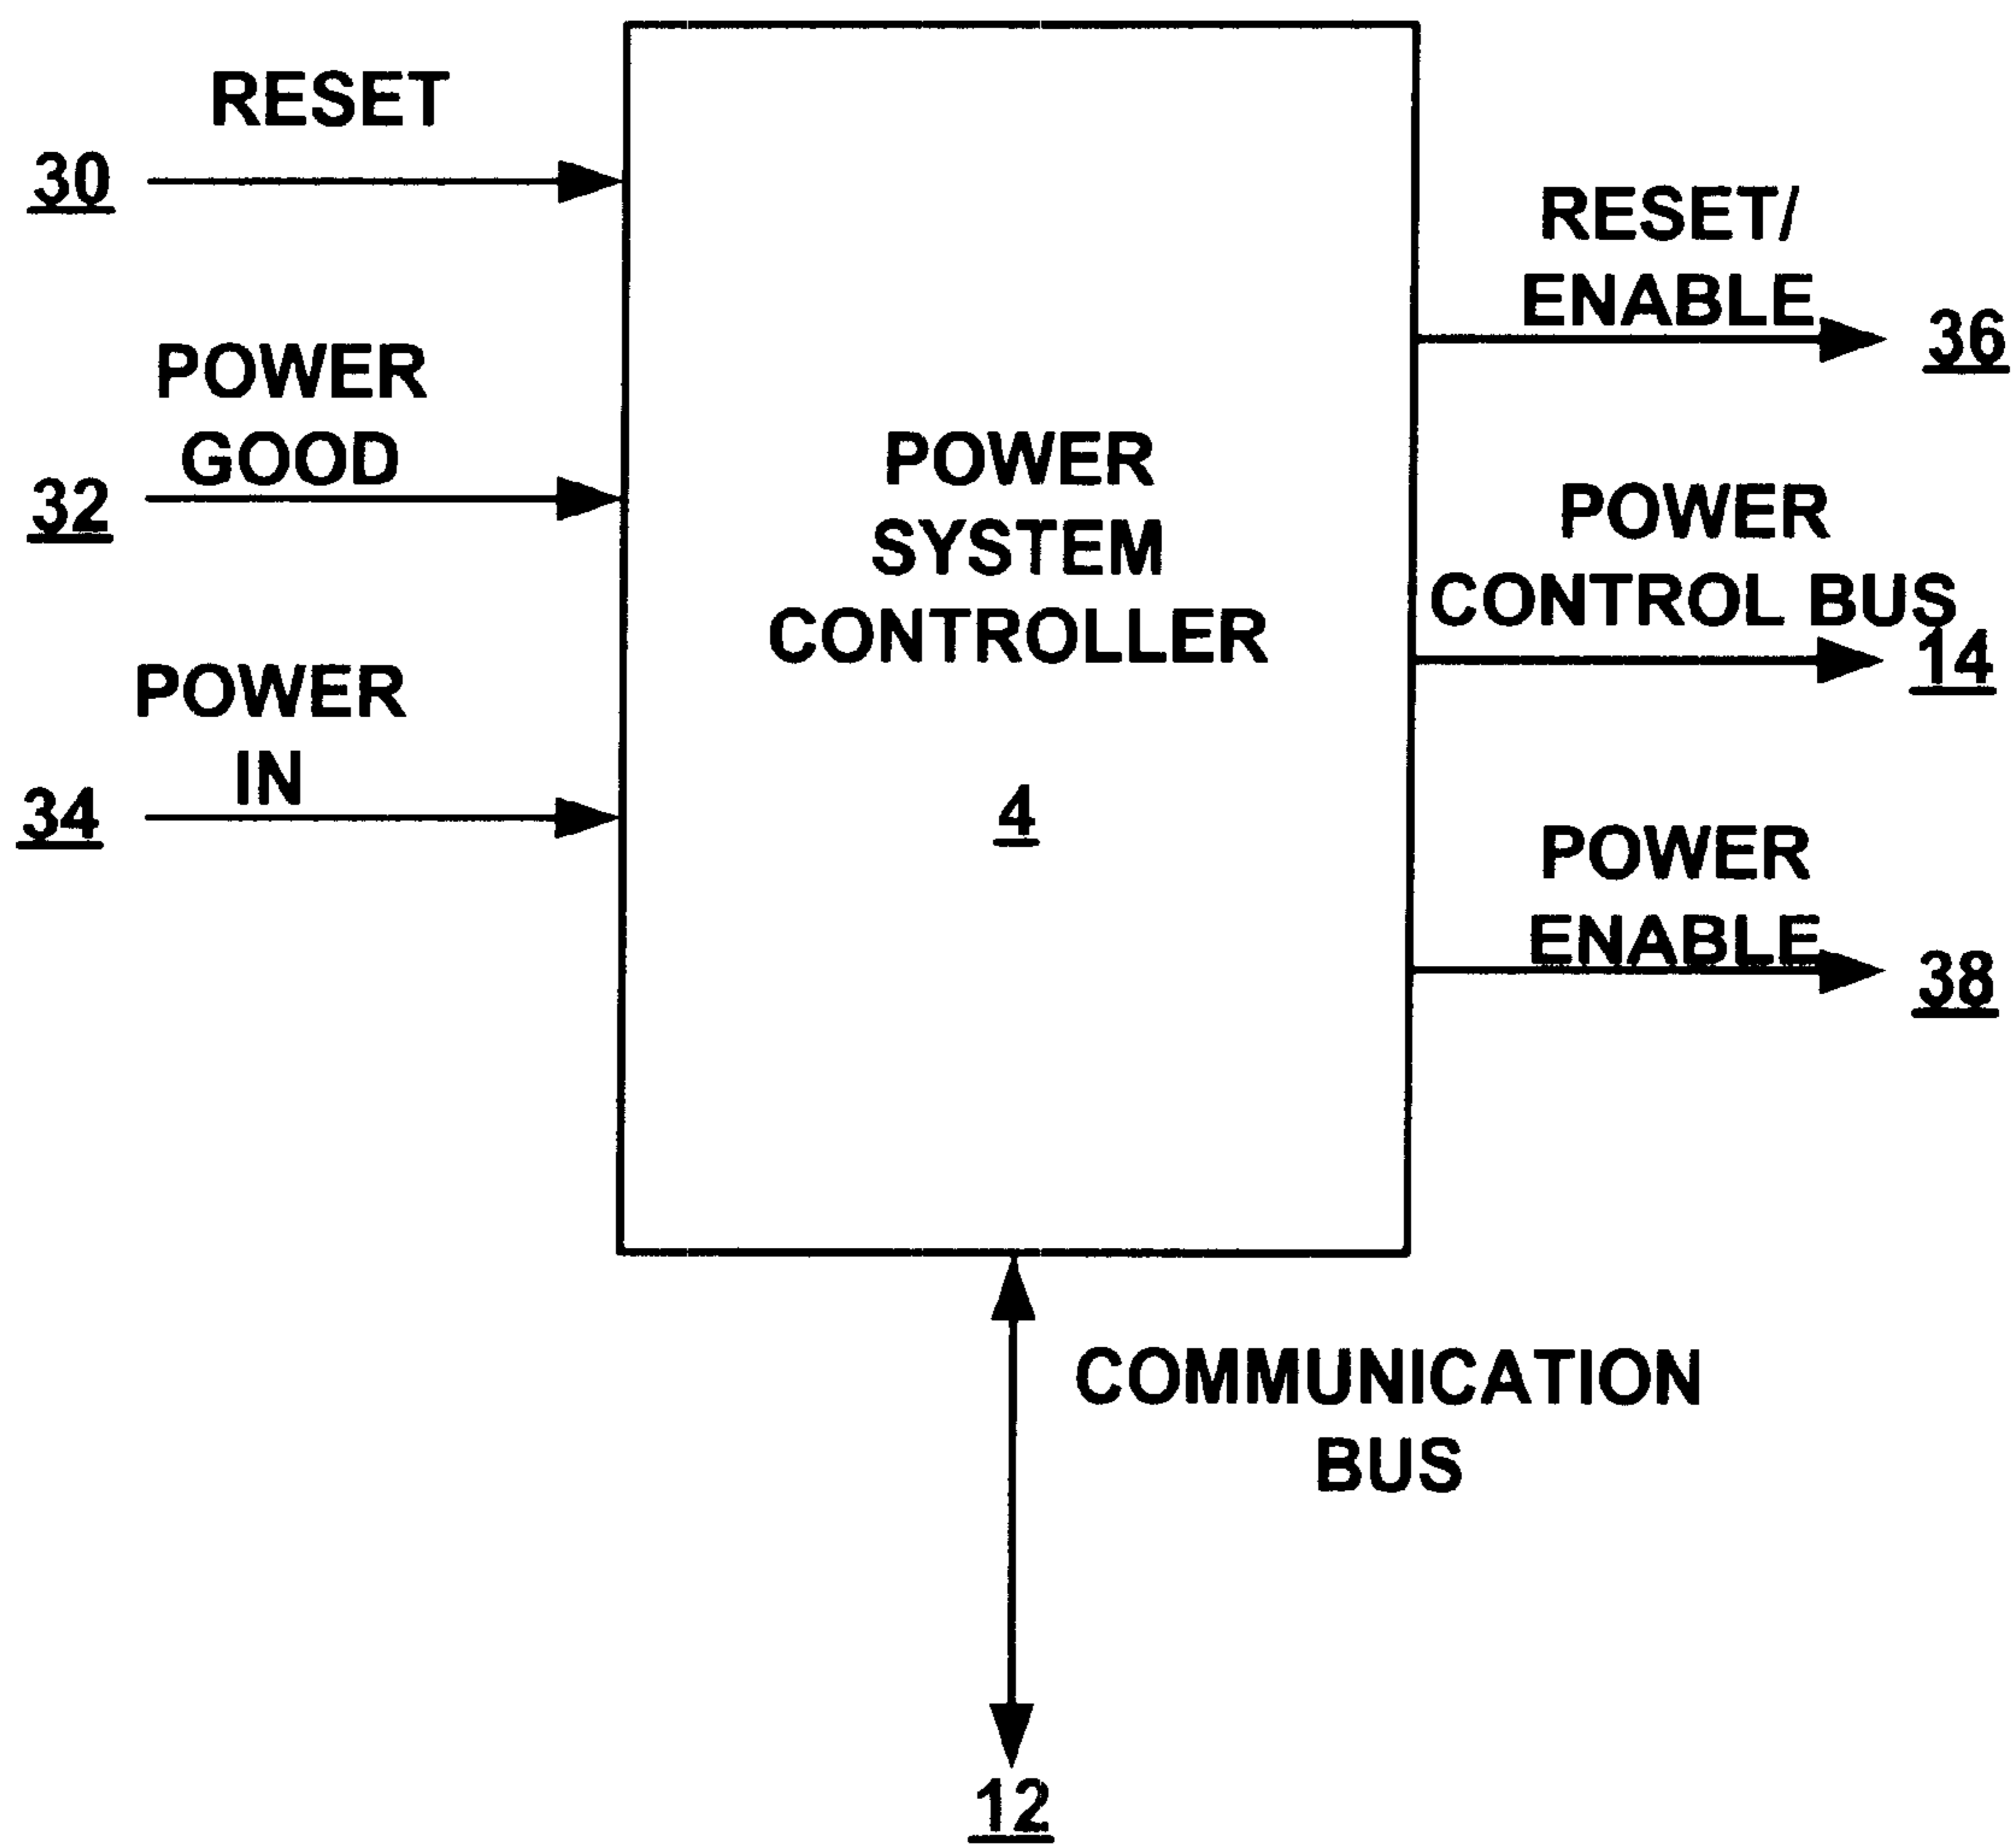 RESET
30
POWER
GOOD
32
POWER
IN
34
POWER
SYSTEM
CONTROLLER
4
RESET/
ENABLE
36
POWER
CONTROL BUS
14
POWER
ENABLE
38
COMMUNICATION
BUS
12